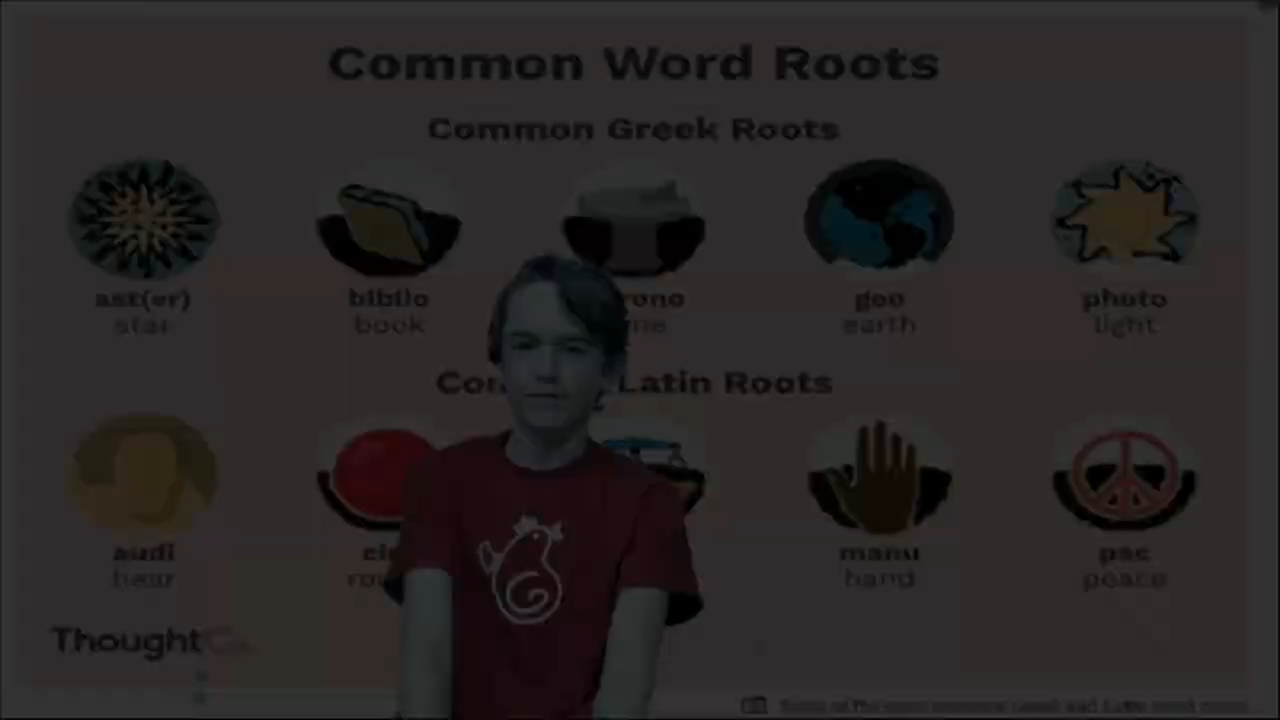 Common Word Roots
Common Greek Roots
ast(er) biblio geo photo
star book earth light
Latin Roots
audi manu pac
hear hand peace
Thought